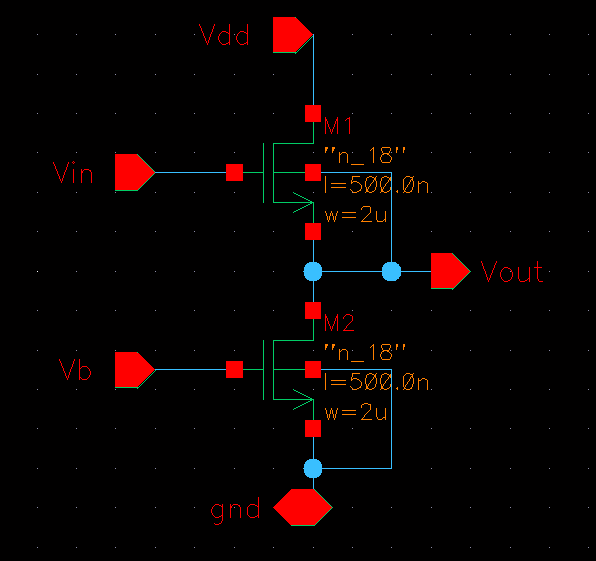 Vdd
M1
"n_18"
Vin
l=500.0n
w=2u
Vout
M2
"n_18"
Vb
l=500.0n
w=2u
gnd